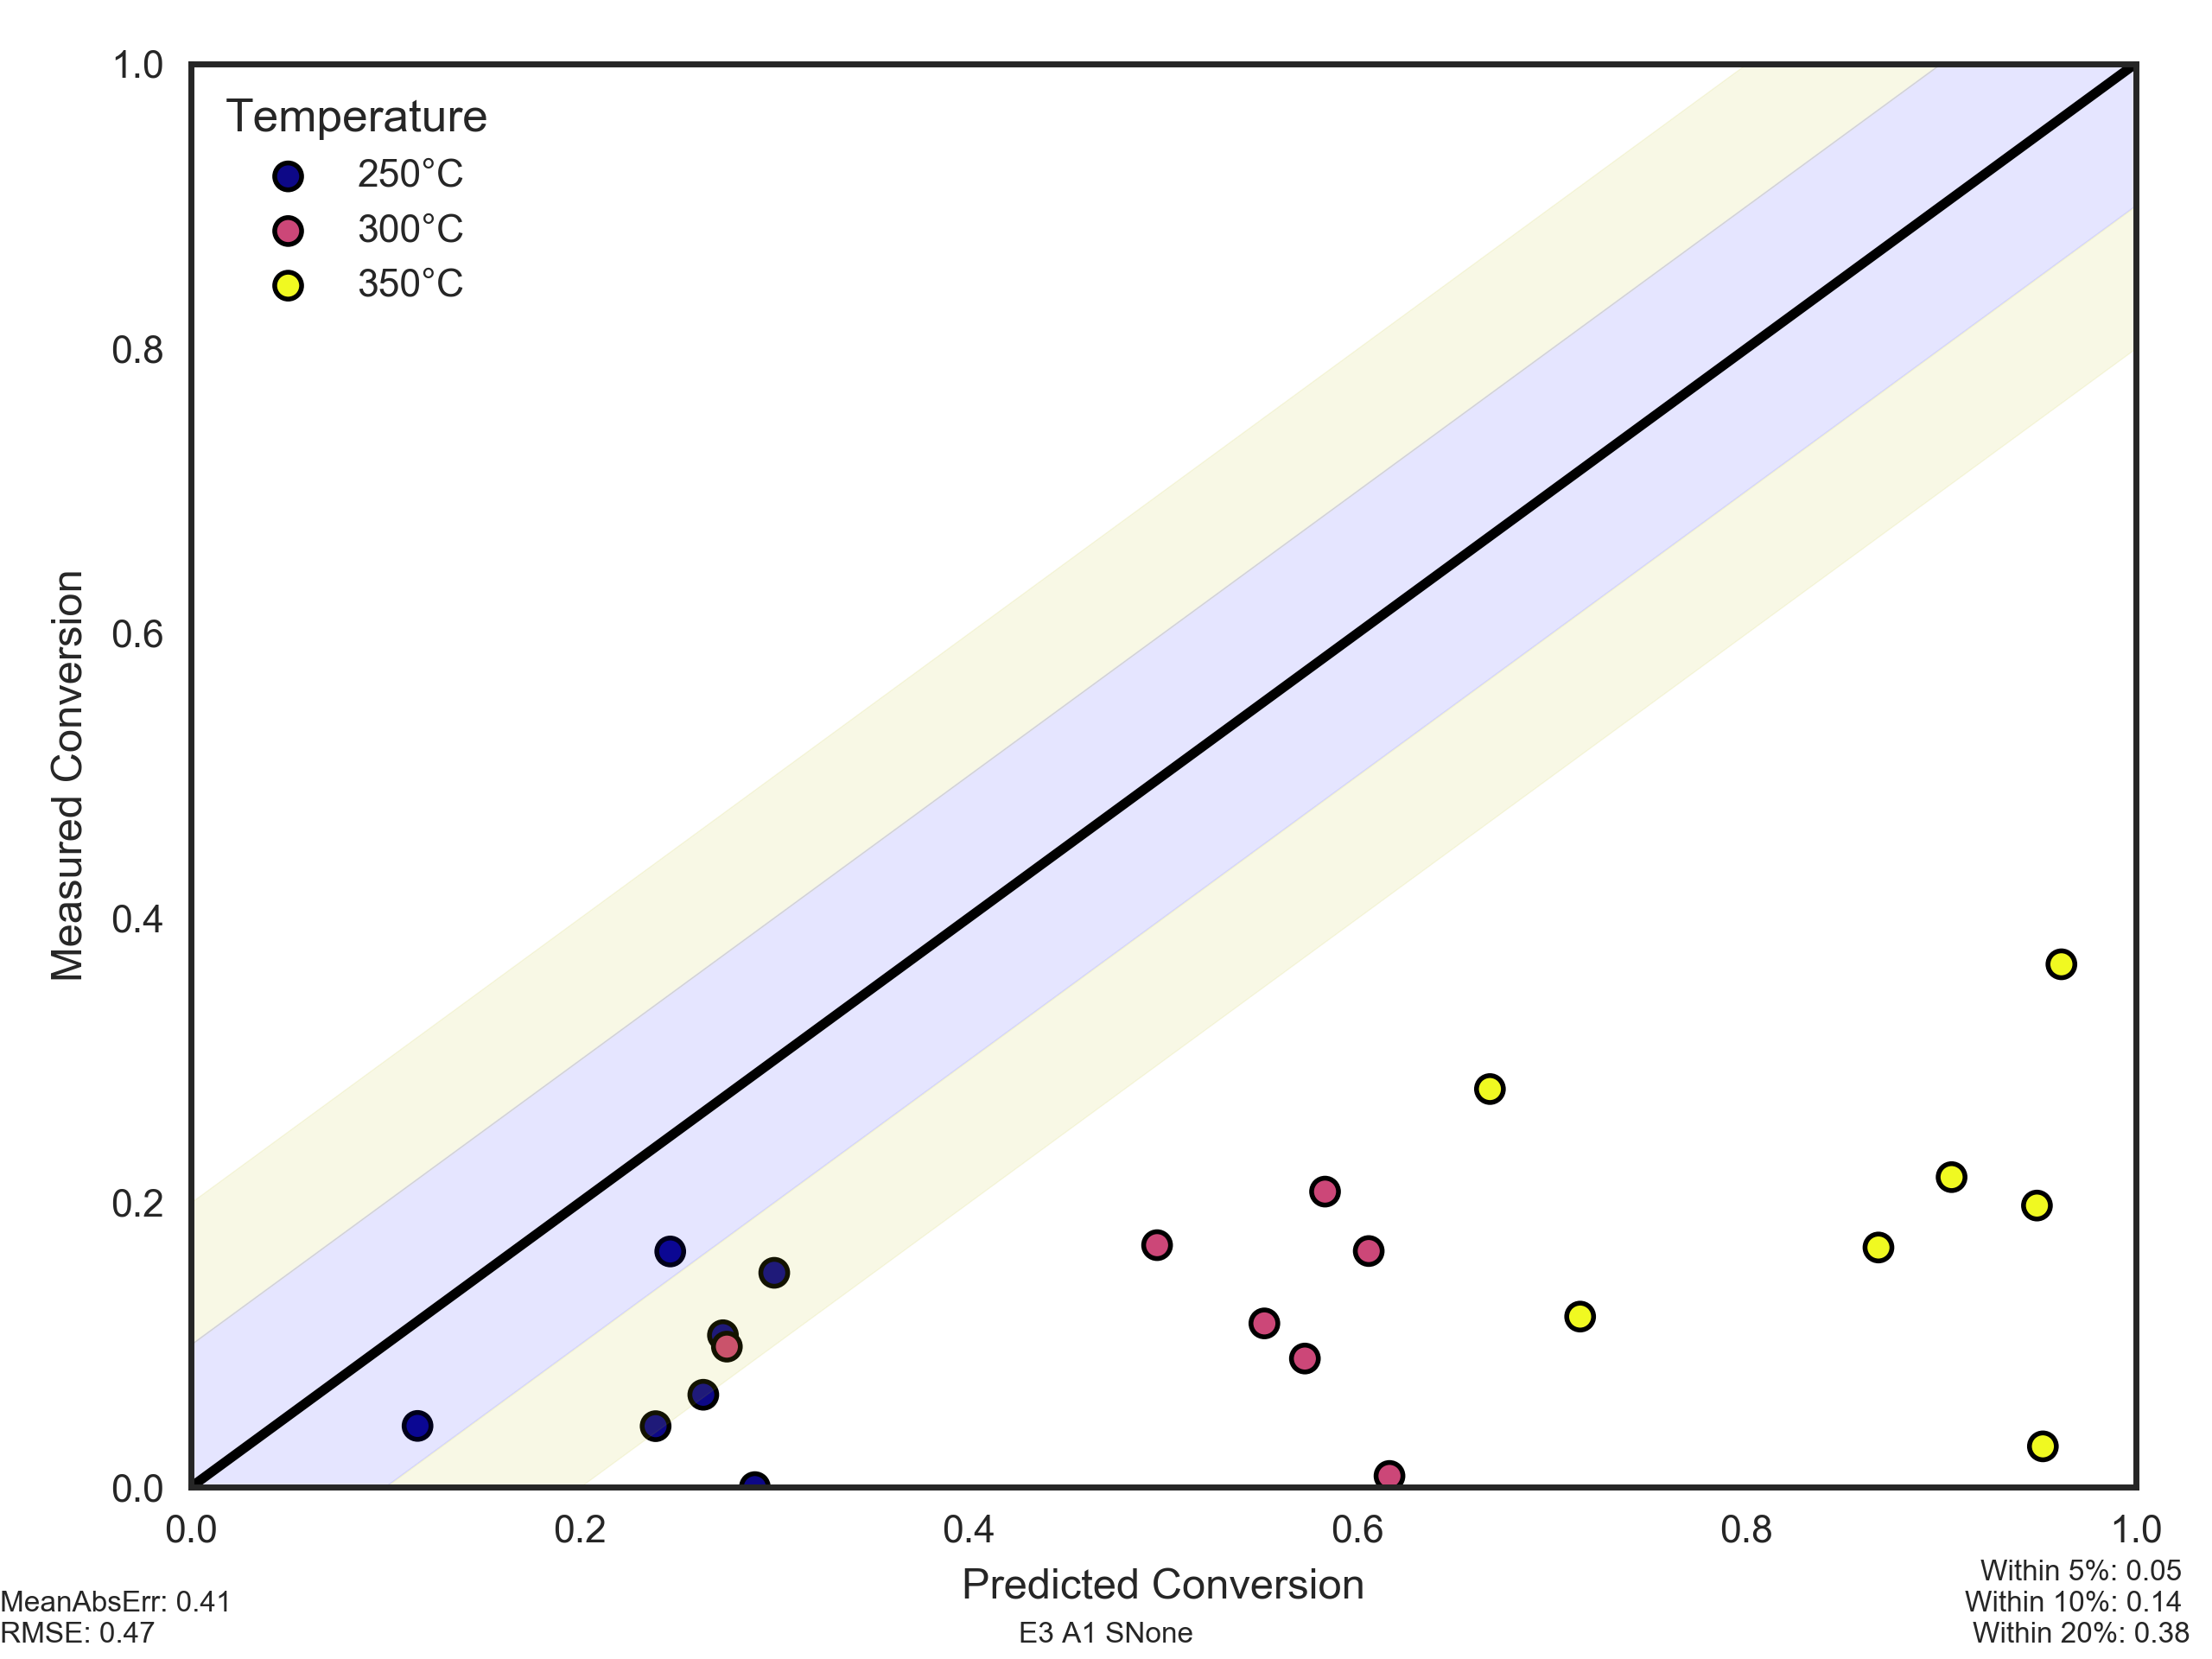 1.0
Temperature
250°C
300°C
350°C
0.8
0.6
0.4
0.2
0.0
Measured Conversion
0.0 0.2 0.4 0.6 0.8 1.0
Predicted Conversion
E3 A1 SNone
MeanAbsErr: 0.41
RMSE: 0.47
Within 5%: 0.05
Within 10%: 0.14
Within 20%: 0.38